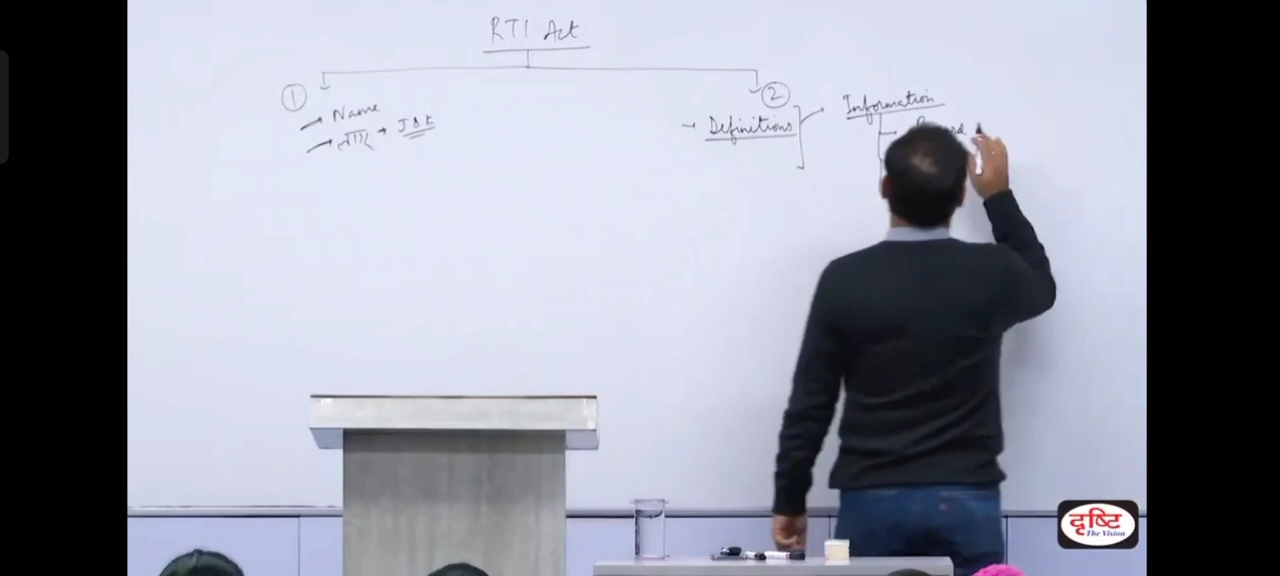 RTI Act
①
Name
लागू → J & K
②
Definitions
Information
दृष्टि
The Vision